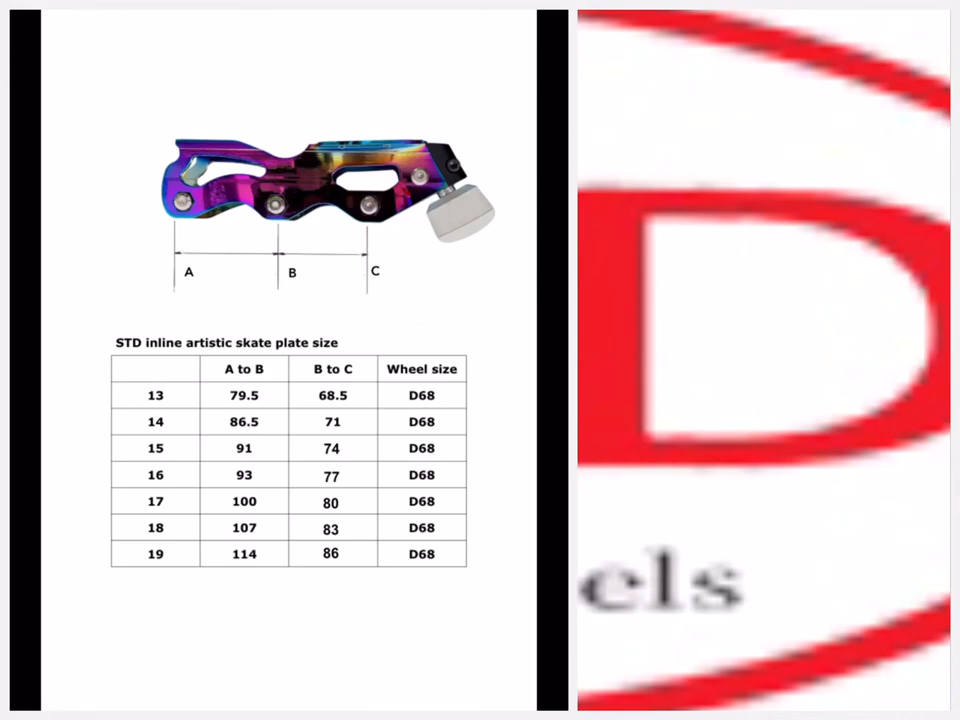 A
B
C
STD inline artistic skate plate size
A to B B to C Wheel size
13 79.5 68.5 D68
14 86.5 71 D68
15 91 74 D68
16 93 77 D68
17 100 80 D68
18 107 83 D68
19 114 86 D68
D
els